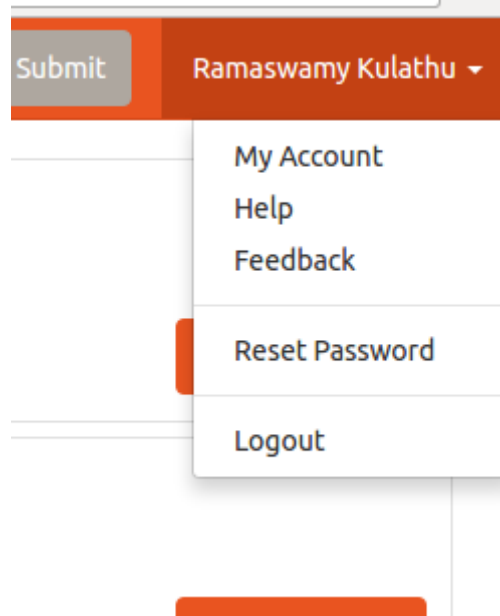 Submit
Ramaswamy Kulathu
My Account
Help
Feedback
Reset Password
Logout